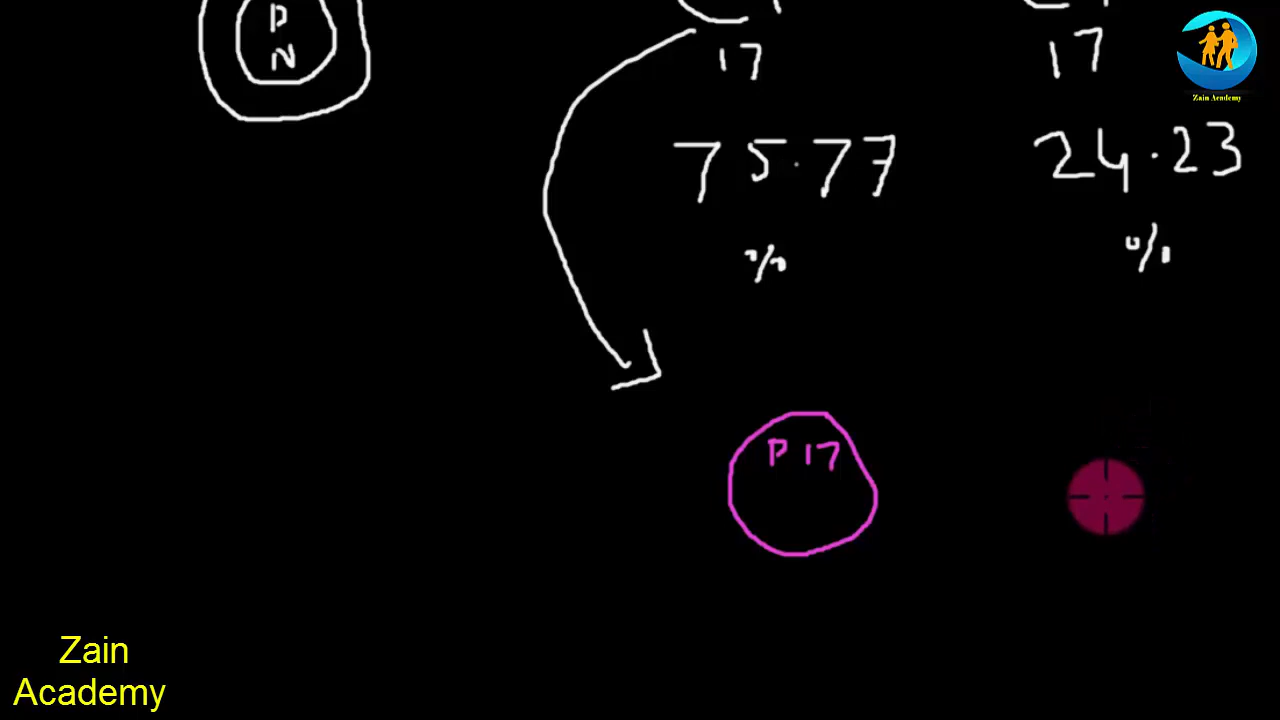 P
N
17 17
75.77 24.23
% %
P 17
Zain Academy
Zain
Academy